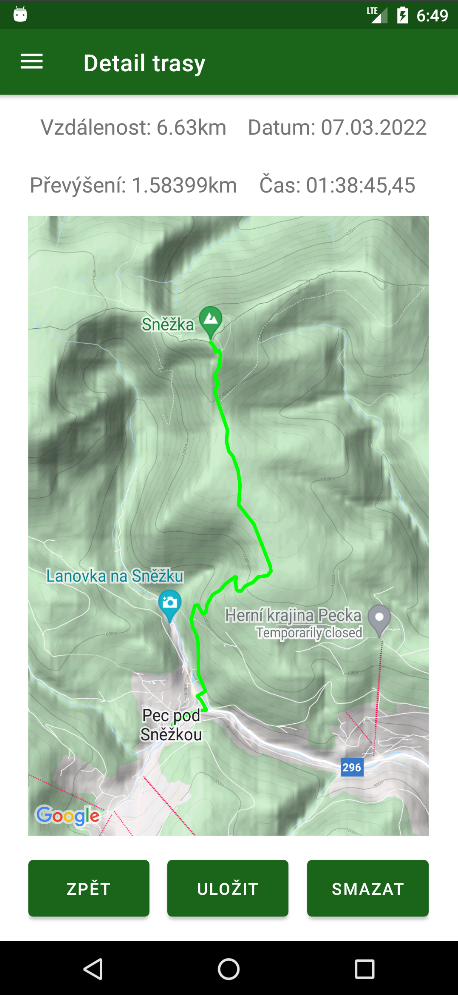 LTE 6:49
Detail trasy
Vzdálenost: 6.63km Datum: 07.03.2022
Převýšení: 1.58399km Čas: 01:38:45,45
Sněžka
Lanovka na Sněžku
Herní krajina Pecka
Temporarily closed
Pec pod
Sněžkou
296
Google
ZPĚT ULOŽIT SMAZAT